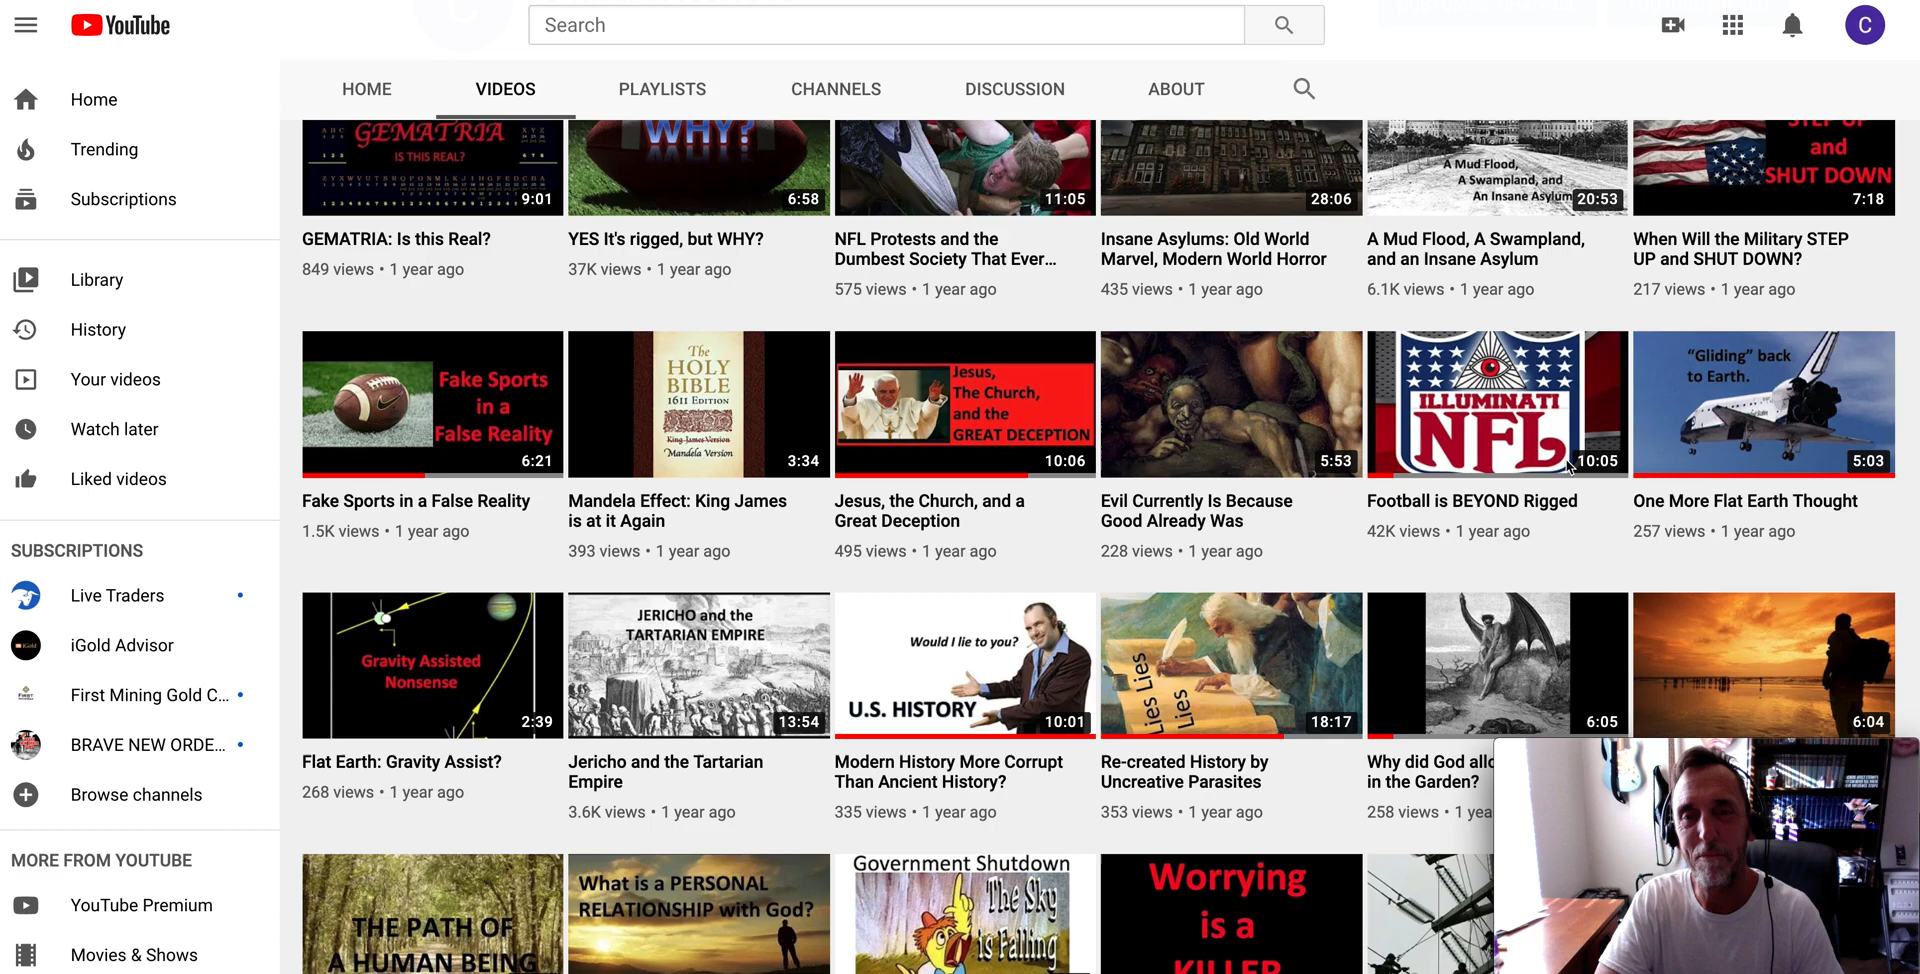 YouTube
Search
C
Home
Trending
Subscriptions
Library
History
Your videos
Watch later
Liked videos
SUBSCRIPTIONS
Live Traders
iGold Advisor
First Mining Gold C...
BRAVE NEW ORDE...
Browse channels
MORE FROM YOUTUBE
YouTube Premium
Movies & Shows
HOME
VIDEOS
PLAYLISTS
CHANNELS
DISCUSSION
ABOUT
GEMATRIA
IS THIS REAL?
9:01
GEMATRIA: Is this Real?
849 views • 1 year ago
WHY?
6:58
YES It's rigged, but WHY?
37K views • 1 year ago
11:05
NFL Protests and the
Dumbest Society That Ever...
575 views • 1 year ago
28:06
Insane Asylums: Old World
Marvel, Modern World Horror
435 views • 1 year ago
A Mud Flood,
A Swampland, and
An Insane Asylum
20:53
A Mud Flood, A Swampland,
and an Insane Asylum
6.1K views • 1 year ago
STEP UP
and
SHUT DOWN
7:18
When Will the Military STEP
UP and SHUT DOWN?
217 views • 1 year ago
Fake Sports
in a
False Reality
6:21
Fake Sports in a False Reality
1.5K views • 1 year ago
The
HOLY
BIBLE
1611 EDITION
King James Version
Mandela Version
3:34
Mandela Effect: King James
is at it Again
393 views • 1 year ago
Jesus,
The Church,
and the
GREAT DECEPTION
10:06
Jesus, the Church, and a
Great Deception
495 views • 1 year ago
5:53
Evil Currently Is Because
Good Already Was
228 views • 1 year ago
ILLUMINATI
NFL
10:05
Football is BEYOND Rigged
42K views • 1 year ago
“Gliding” back
to Earth.
5:03
One More Flat Earth Thought
257 views • 1 year ago
Gravity Assisted
Nonsense
2:39
Flat Earth: Gravity Assist?
268 views • 1 year ago
JERICHO and the
TARTARIAN EMPIRE
13:54
Jericho and the Tartarian
Empire
3.6K views • 1 year ago
Would I lie to you?
U.S. HISTORY
10:01
Modern History More Corrupt
Than Ancient History?
335 views • 1 year ago
Lies Lies
Lies
18:17
Re-created History by
Uncreative Parasites
353 views • 1 year ago
6:05
Why did God allo
in the Garden?
258 views • 1 yea
6:04
THE PATH OF
A HUMAN BEING
What is a PERSONAL
RELATIONSHIP with God?
Government Shutdown
The Sky
is Falling
Worrying
is a
KILLER